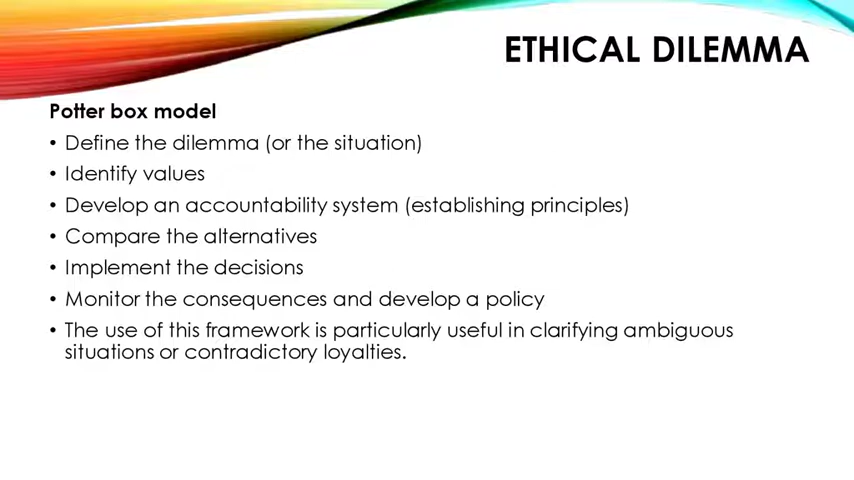 ETHICAL DILEMMA
Potter box model
• Define the dilemma (or the situation)
• Identify values
• Develop an accountability system (establishing principles)
• Compare the alternatives
• Implement the decisions
• Monitor the consequences and develop a policy
• The use of this framework is particularly useful in clarifying ambiguous
situations or contradictory loyalties.